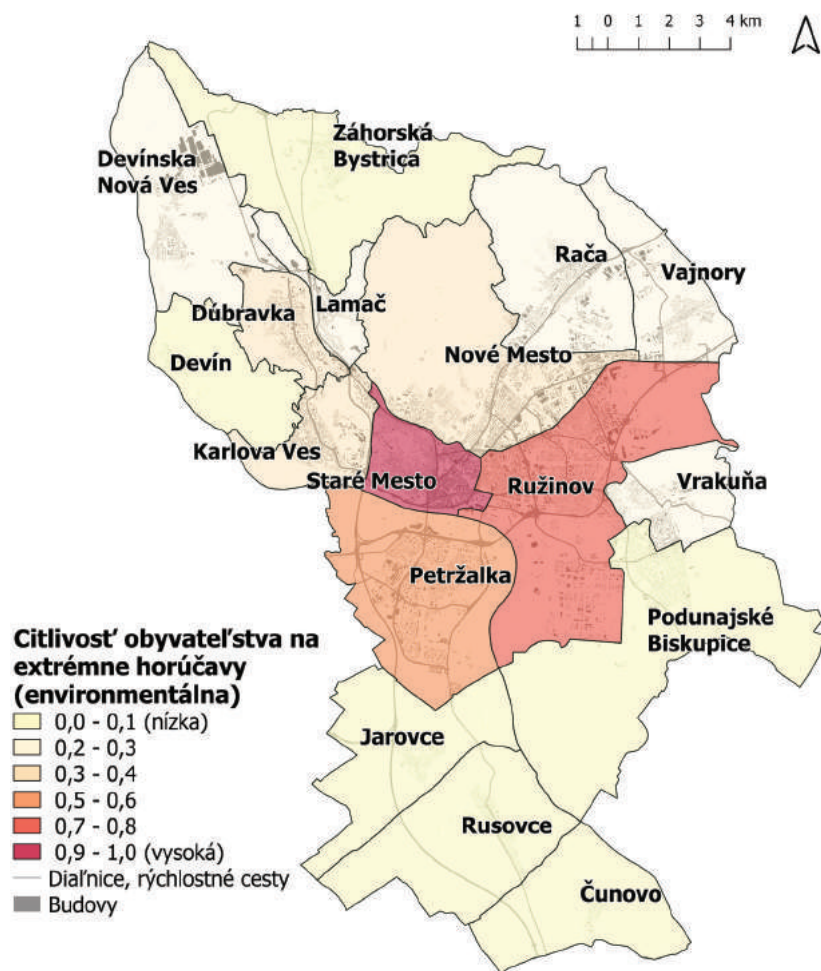 1 0 1 2 3 4 km
Záhorská
Bystrica
Devínska
Nová Ves
Rača
Vajnory
Lamač
Dúbravka
Nové Mesto
Devín
Karlova Ves
Staré Mesto
Ružinov
Vrakuňa
Petržalka
Podunajské
Biskupice
Citlivosť obyvateľstva na
extrémne horúčavy
(environmentálna)
0,0 - 0,1 (nízka)
0,2 - 0,3
0,3 - 0,4
0,5 - 0,6
0,7 - 0,8
0,9 - 1,0 (vysoká)
Diaľnice, rýchlostné cesty
Budovy
Jarovce
Rusovce
Čunovo